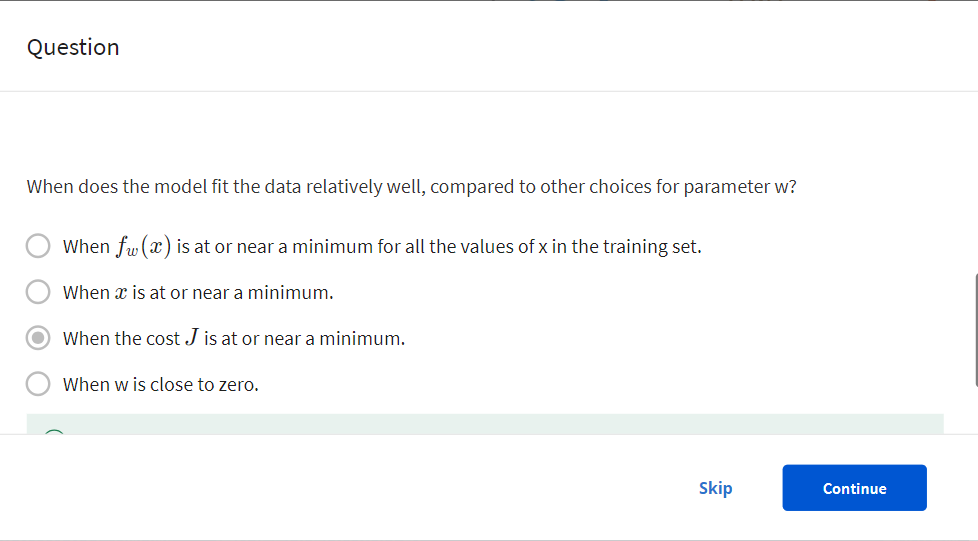 Question
When does the model fit the data relatively well, compared to other choices for parameter w?
When $f_w(x)$ is at or near a minimum for all the values of x in the training set.
When $x$ is at or near a minimum.
When the cost $J$ is at or near a minimum.
When w is close to zero.
Skip
Continue